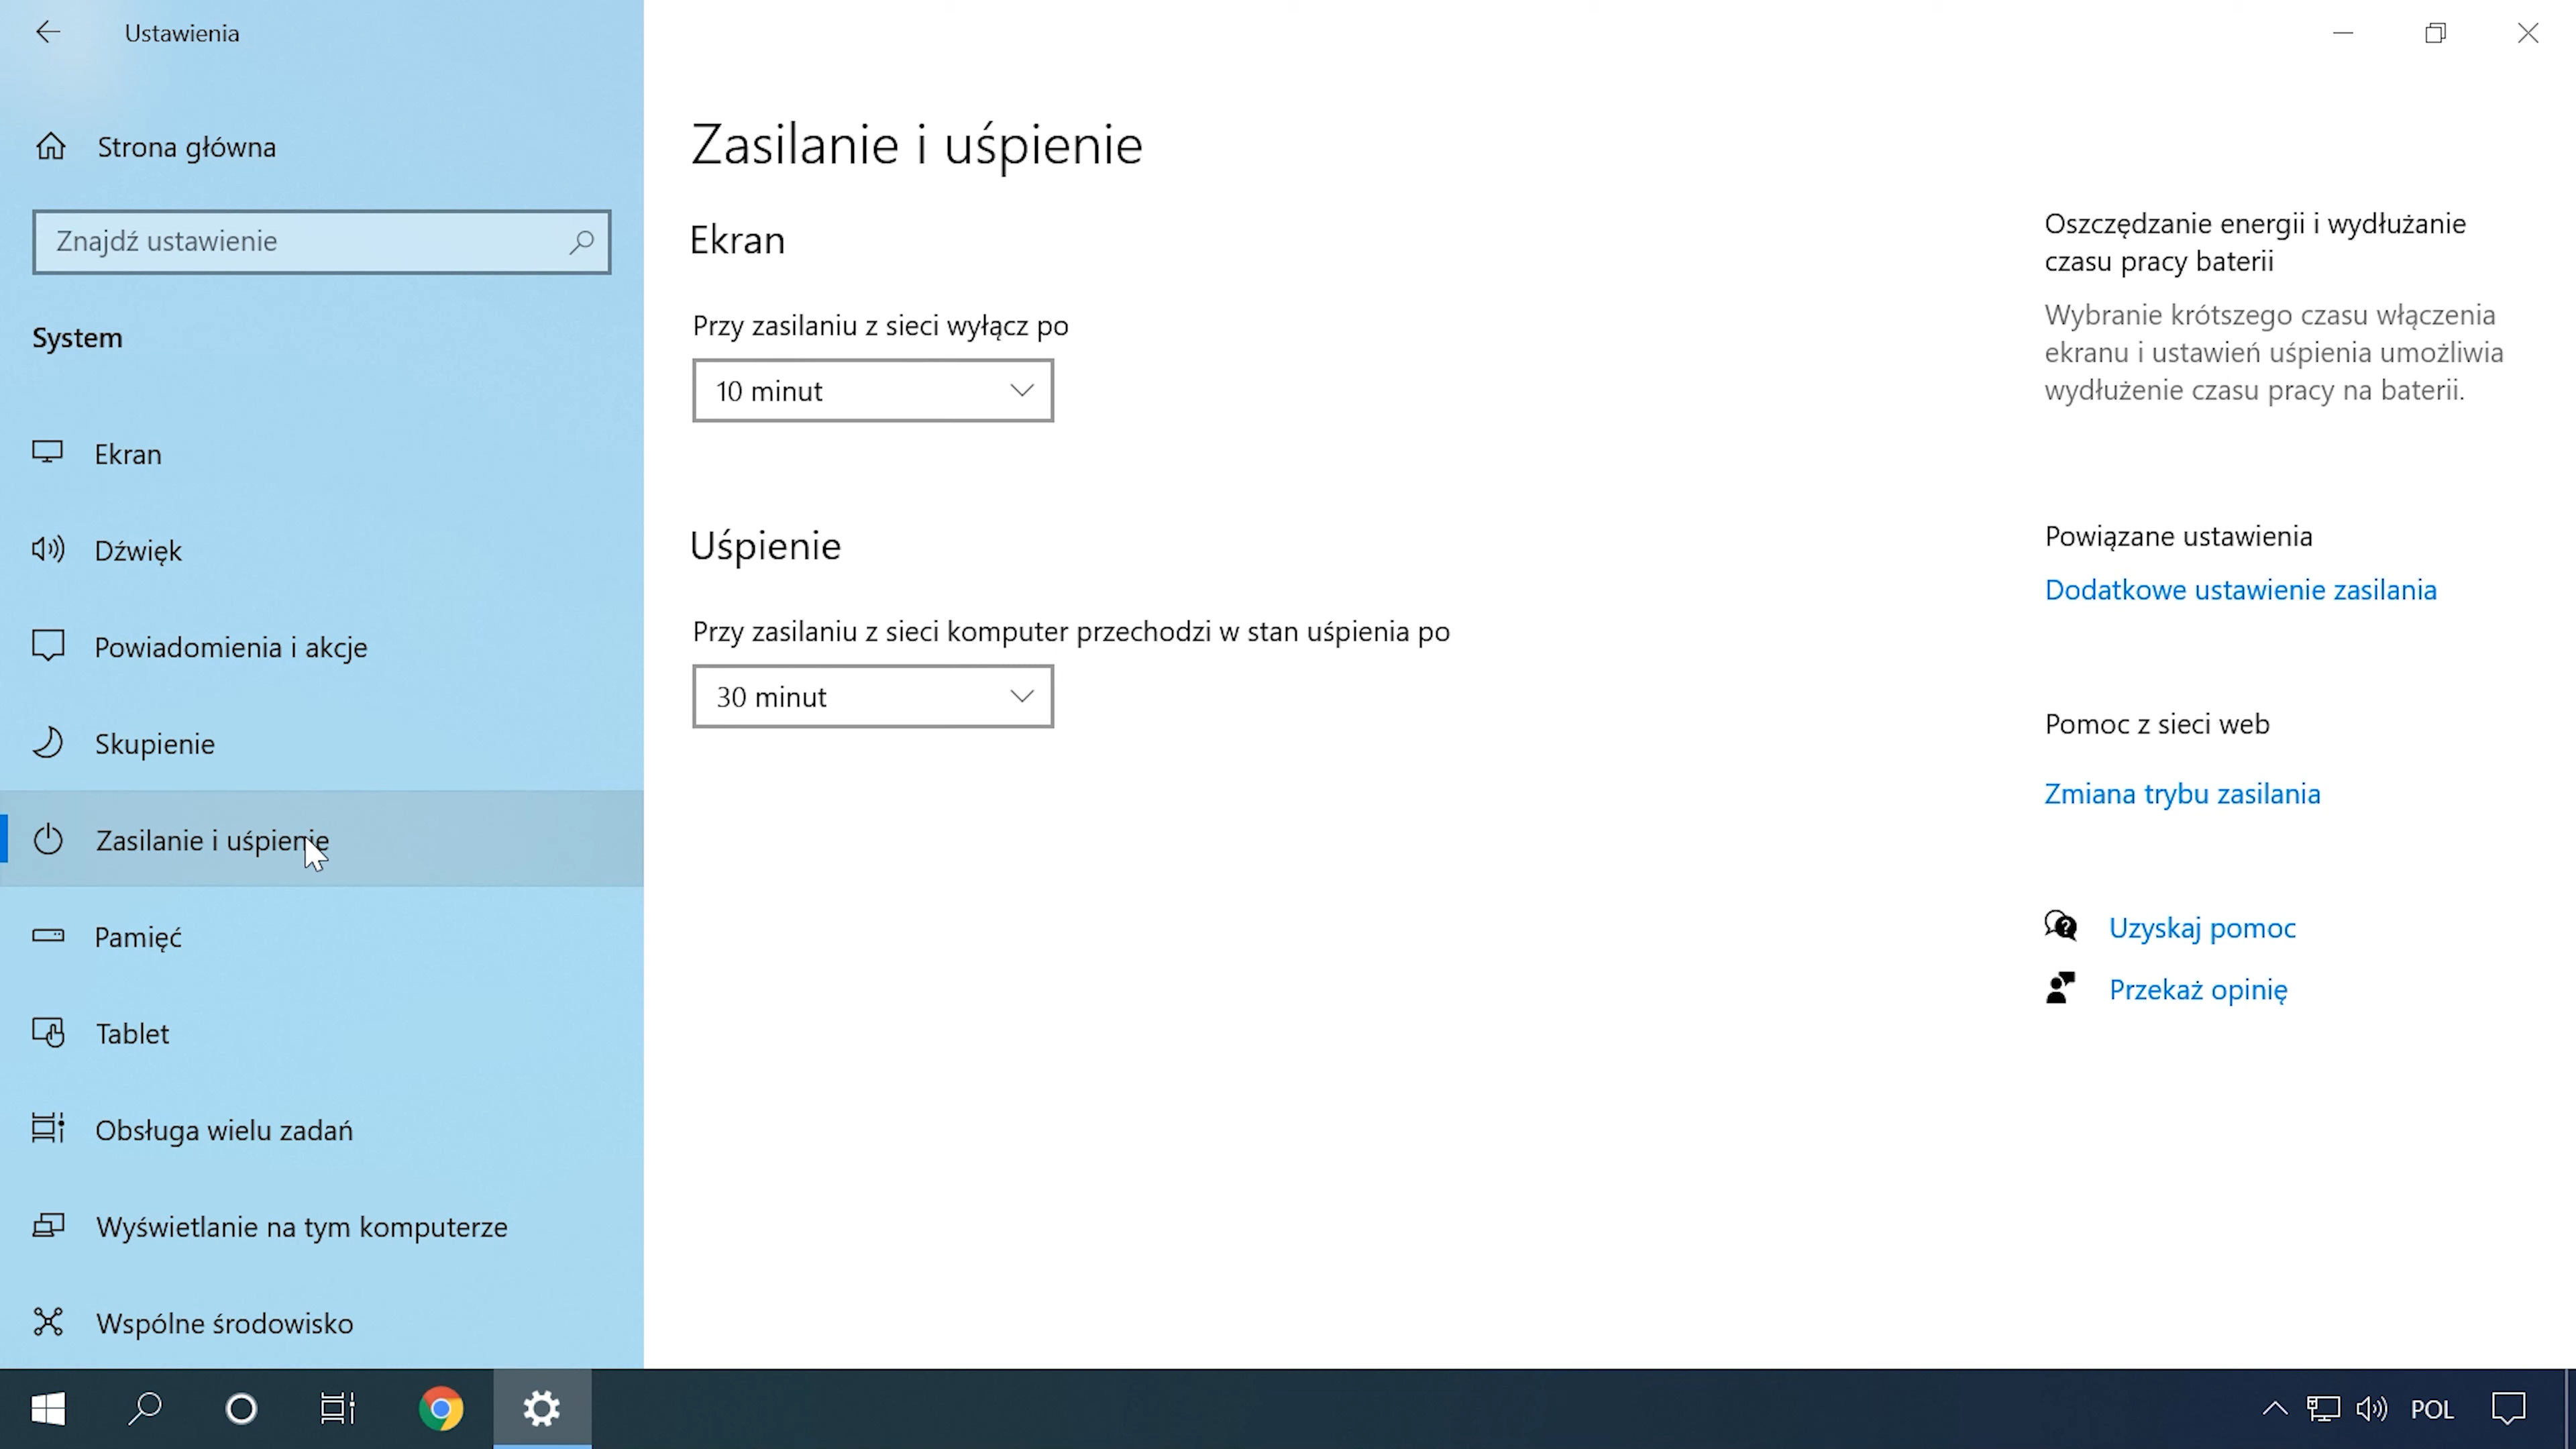 Ustawienia
Strona główna
Znajdź ustawienie
System
Ekran
Dźwięk
Powiadomienia i akcje
Skupienie
Zasilanie i uśpienie
Pamięć
Tablet
Obsługa wielu zadań
Wyświetlanie na tym komputerze
Wspólne środowisko
Zasilanie i uśpienie
Ekran
Przy zasilaniu z sieci wyłącz po
10 minut
Uśpienie
Przy zasilaniu z sieci komputer przechodzi w stan uśpienia po
30 minut
Oszczędzanie energii i wydłużanie
czasu pracy baterii
Wybranie krótszego czasu włączenia
ekranu i ustawień uśpienia umożliwia
wydłużenie czasu pracy na baterii.
Powiązane ustawienia
Dodatkowe ustawienie zasilania
Pomoc z sieci web
Zmiana trybu zasilania
Uzyskaj pomoc
Przekaż opinię
POL